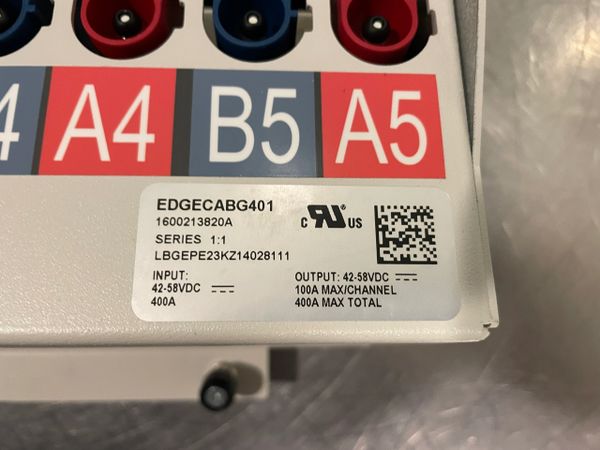 4 A4 B5 A5
EDGECABG401
1600213820A
SERIES 1:1
LBGEPE23KZ14028111
C RU US
INPUT:
42-58VDC
400A
OUTPUT: 42-58VDC
100A MAX/CHANNEL
400A MAX TOTAL